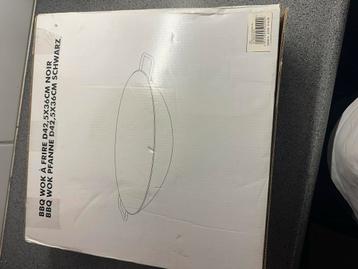 BBQ WOK À FRIRE D42,5X36CM NOIR
BBQ WOK PFANNE D42,5X36CM SCHWARZ